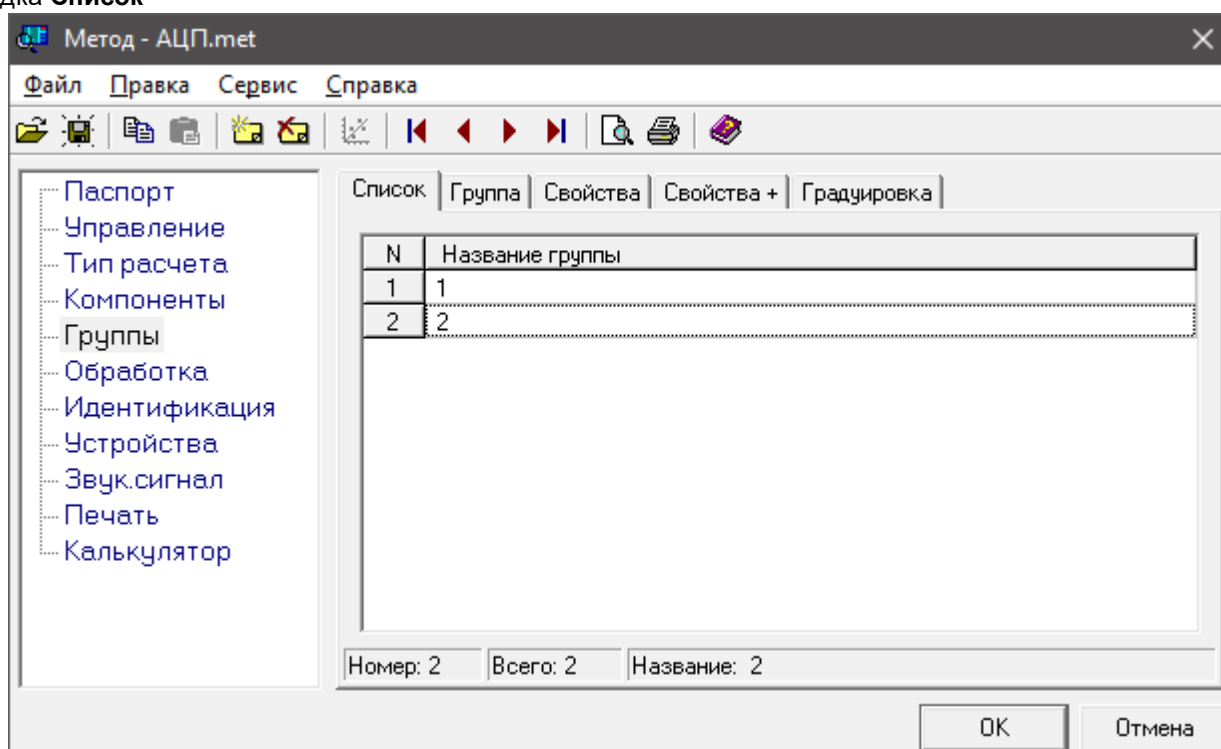 дка Список
Метод - АЦП.met
Файл Правка Сервис Справка
Паспорт
Управление
Тип расчета
Компоненты
Группы
Обработка
Идентификация
Устройства
Звук.сигнал
Печать
Калькулятор
Список Группа Свойства Свойства + Градуировка
N Название группы
1 1
2 2
Номер: 2 Всего: 2 Название: 2
OK Отмена